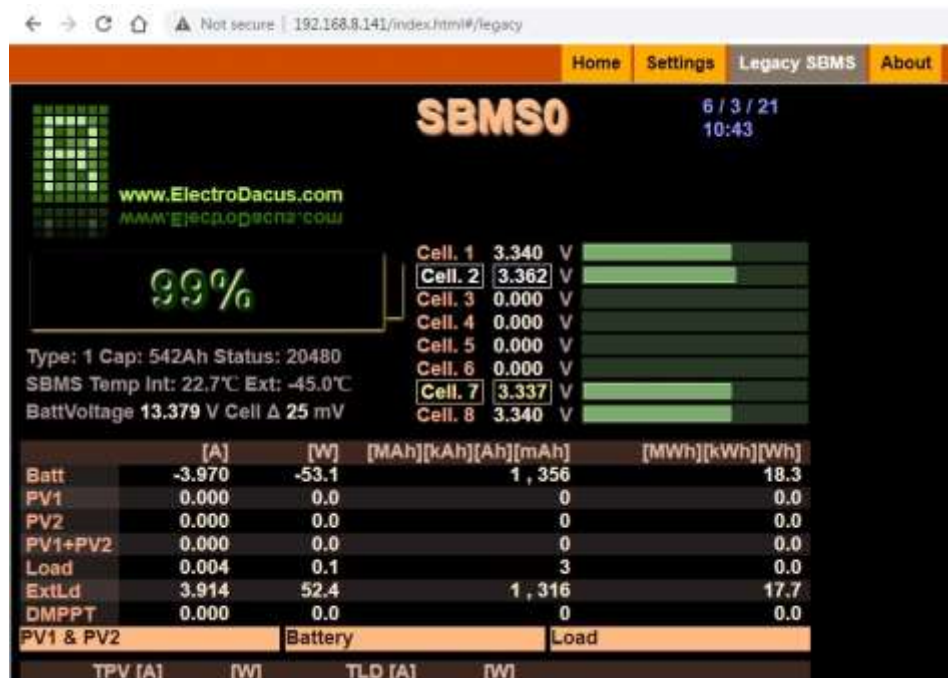 Not secure | 192.168.8.141/index.html#/legacy
Home Settings Legacy SBMS About
SBMS0
6 / 3 / 21
10:43
www.ElectroDacus.com
99%
Cell. 1 3.340 V
Cell. 2 3.362 V
Cell. 3 0.000 V
Cell. 4 0.000 V
Cell. 5 0.000 V
Cell. 6 0.000 V
Cell. 7 3.337 V
Cell. 8 3.340 V
Type: 1 Cap: 542Ah Status: 20480
SBMS Temp Int: 22.7℃ Ext: -45.0℃
BattVoltage 13.379 V Cell Δ 25 mV
[A] [W] [MAh][kAh][Ah][mAh] [MWh][kWh][Wh]
Batt -3.970 -53.1 1 , 356 18.3
PV1 0.000 0.0 0 0.0
PV2 0.000 0.0 0 0.0
PV1+PV2 0.000 0.0 0 0.0
Load 0.004 0.1 3 0.0
ExtLd 3.914 52.4 1 , 316 17.7
DMPPT 0.000 0.0 0 0.0
PV1 & PV2 Battery Load
TPV [A] [W] TLD [A] [W]